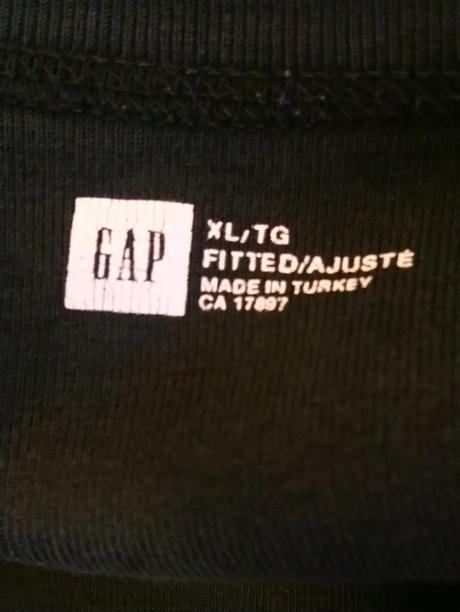 GAP
XL/TG
FITTED/AJUSTÉ
MADE IN TURKEY
CA 17897